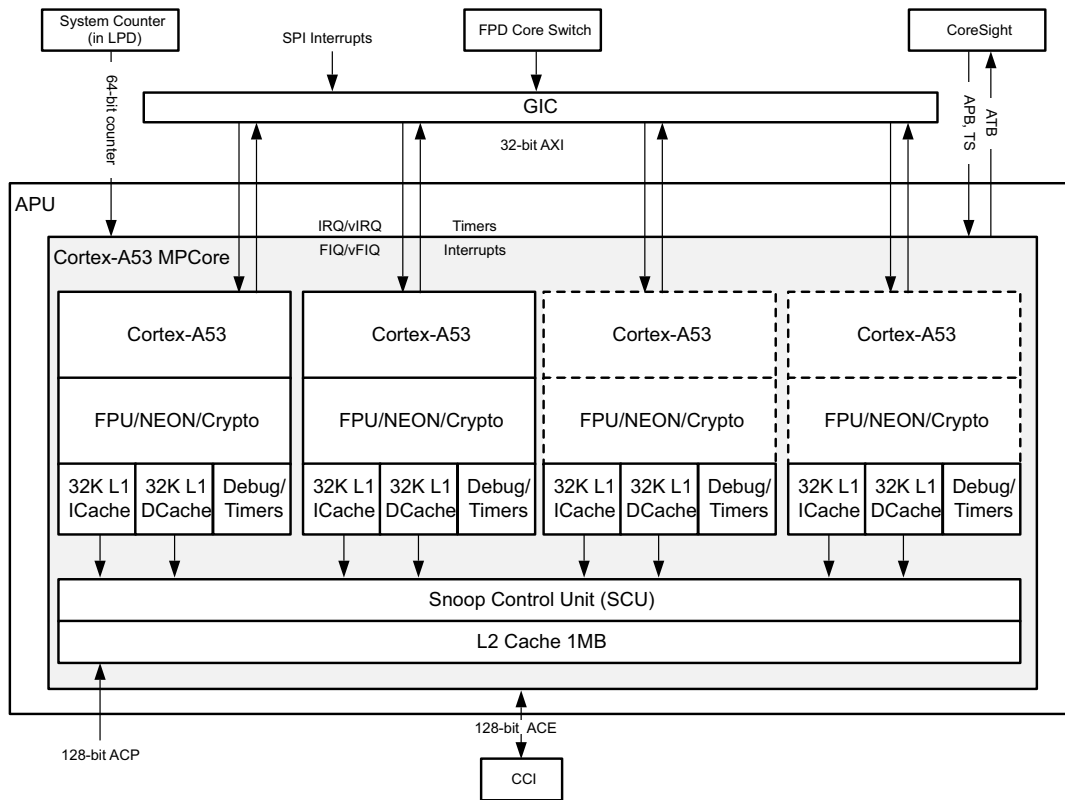 System Counter
(in LPD)
SPI Interrupts
FPD Core Switch
CoreSight
64-bit counter
GIC
32-bit AXI
APB, TS
ATB
APU
IRQ/vIRQ
Timers
Cortex-A53 MPCore
FIQ/vFIQ
Interrupts
Cortex-A53
Cortex-A53
Cortex-A53
Cortex-A53
FPU/NEON/Crypto
FPU/NEON/Crypto
FPU/NEON/Crypto
FPU/NEON/Crypto
32K L1
ICache
32K L1
DCache
Debug/
Timers
32K L1
ICache
32K L1
DCache
Debug/
Timers
32K L1
ICache
32K L1
DCache
Debug/
Timers
32K L1
ICache
32K L1
DCache
Debug/
Timers
Snoop Control Unit (SCU)
L2 Cache 1MB
128-bit ACP
128-bit ACE
CCI